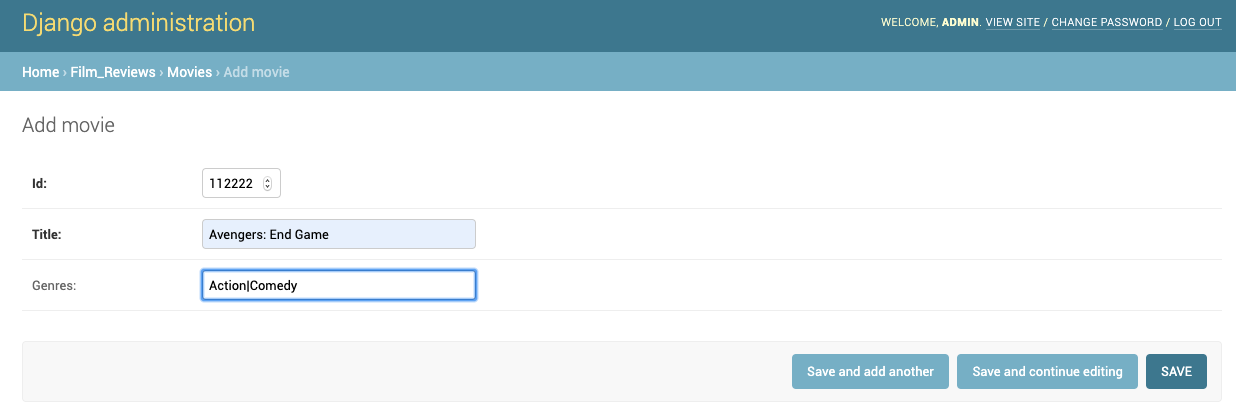 Django administration
WELCOME, ADMIN. VIEW SITE / CHANGE PASSWORD / LOG OUT
Home › Film_Reviews › Movies › Add movie
Add movie
Id: 112222
Title: Avengers: End Game
Genres: Action|Comedy
Save and add another Save and continue editing SAVE